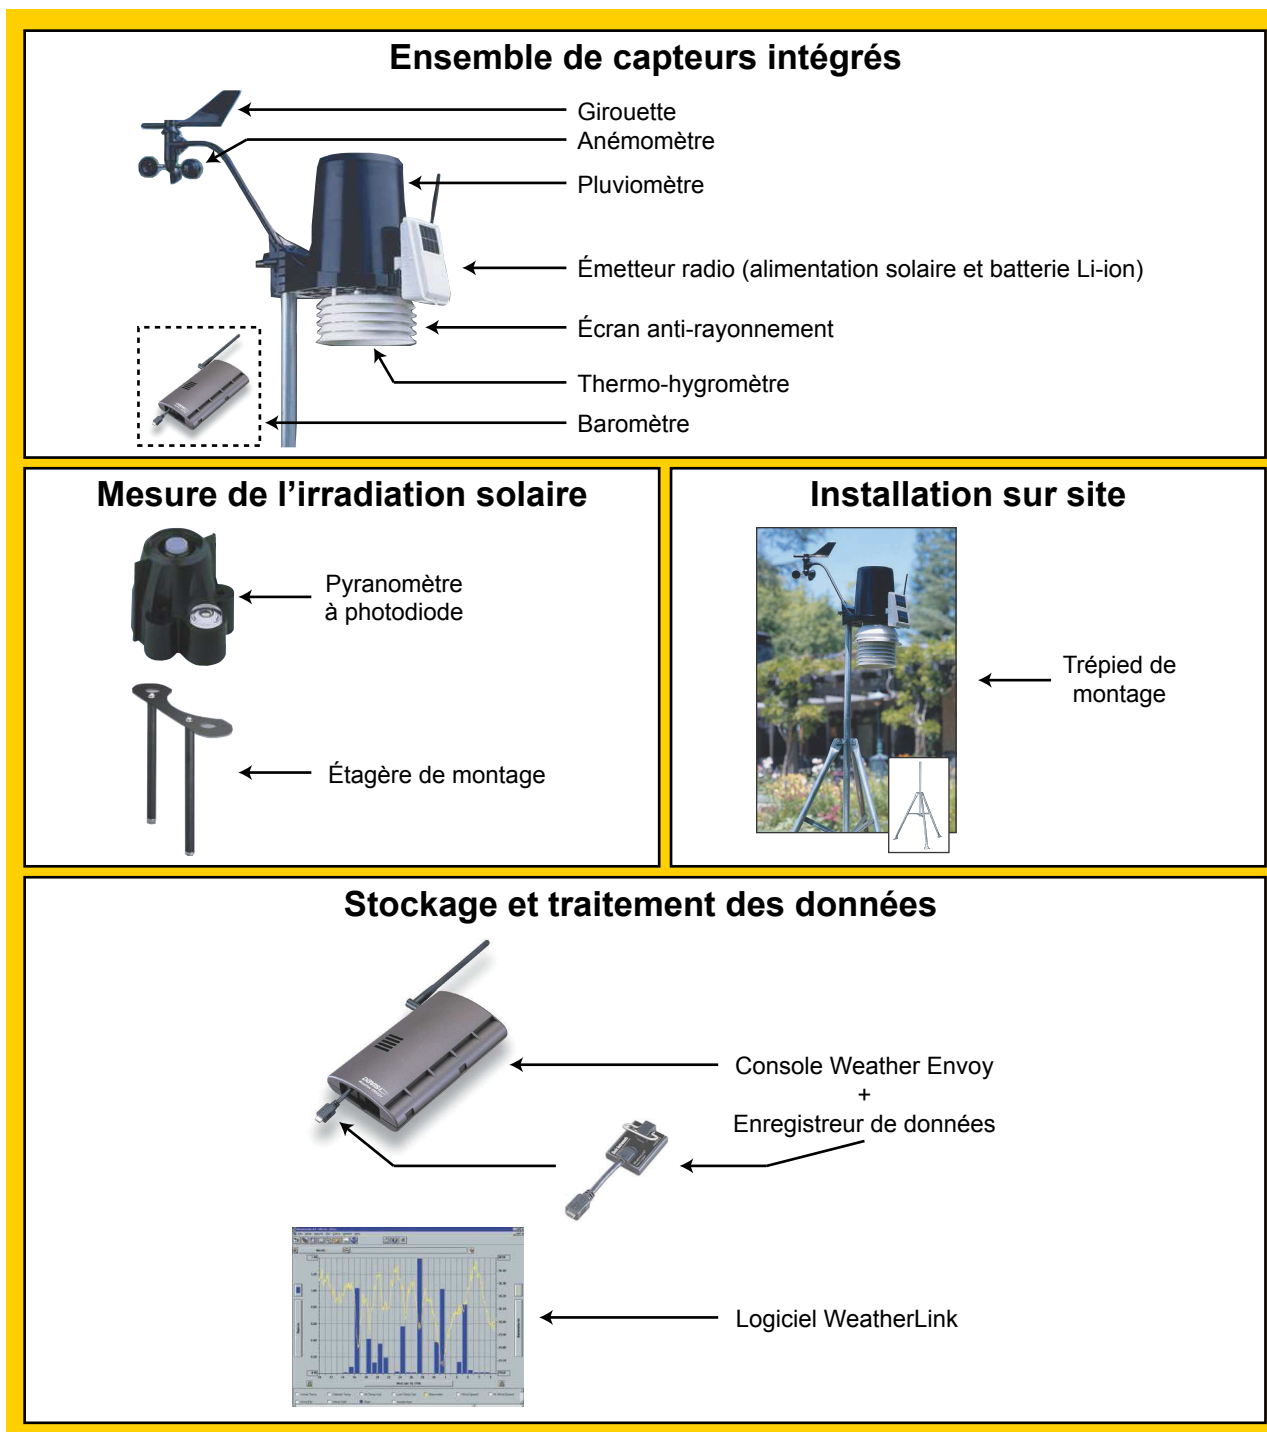 Ensemble de capteurs intégrés
Girouette
Anémomètre
Pluviomètre
Émetteur radio (alimentation solaire et batterie Li-ion)
Écran anti-rayonnement
Thermo-hygromètre
Baromètre
Mesure de l’irradiation solaire
Pyranomètre
à photodiode
Étagère de montage
Installation sur site
Trépied de
montage
Stockage et traitement des données
DAVIS
Console Weather Envoy
+
Enregistreur de données
Logiciel WeatherLink